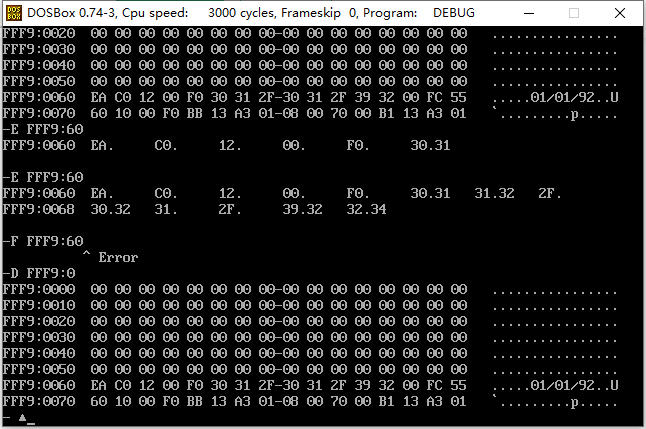 DOS BOX DOSBox 0.74-3, Cpu speed: 3000 cycles, Frameskip 0, Program: DEBUG
FFF9:0020 00 00 00 00 00 00 00 00-00 00 00 00 00 00 00 00 ................
FFF9:0030 00 00 00 00 00 00 00 00-00 00 00 00 00 00 00 00 ................
FFF9:0040 00 00 00 00 00 00 00 00-00 00 00 00 00 00 00 00 ................
FFF9:0050 00 00 00 00 00 00 00 00-00 00 00 00 00 00 00 00 ................
FFF9:0060 EA C0 12 00 F0 30 31 2F-30 31 2F 39 32 00 FC 55 .....01/01/92..U
FFF9:0070 60 10 00 F0 BB 13 A3 01-08 00 70 00 B1 13 A3 01 `.........p.....
-E FFF9:60
FFF9:0060 EA. C0. 12. 00. F0. 30.31
-E FFF9:60
FFF9:0060 EA. C0. 12. 00. F0. 30.31 31.32 2F.
FFF9:0068 30.32 31. 2F. 39.32 32.34
-F FFF9:60
^ Error
-D FFF9:0
FFF9:0000 00 00 00 00 00 00 00 00-00 00 00 00 00 00 00 00 ................
FFF9:0010 00 00 00 00 00 00 00 00-00 00 00 00 00 00 00 00 ................
FFF9:0020 00 00 00 00 00 00 00 00-00 00 00 00 00 00 00 00 ................
FFF9:0030 00 00 00 00 00 00 00 00-00 00 00 00 00 00 00 00 ................
FFF9:0040 00 00 00 00 00 00 00 00-00 00 00 00 00 00 00 00 ................
FFF9:0050 00 00 00 00 00 00 00 00-00 00 00 00 00 00 00 00 ................
FFF9:0060 EA C0 12 00 F0 30 31 2F-30 31 2F 39 32 00 FC 55 .....01/01/92..U
FFF9:0070 60 10 00 F0 BB 13 A3 01-08 00 70 00 B1 13 A3 01 `.........p.....
- ▲_